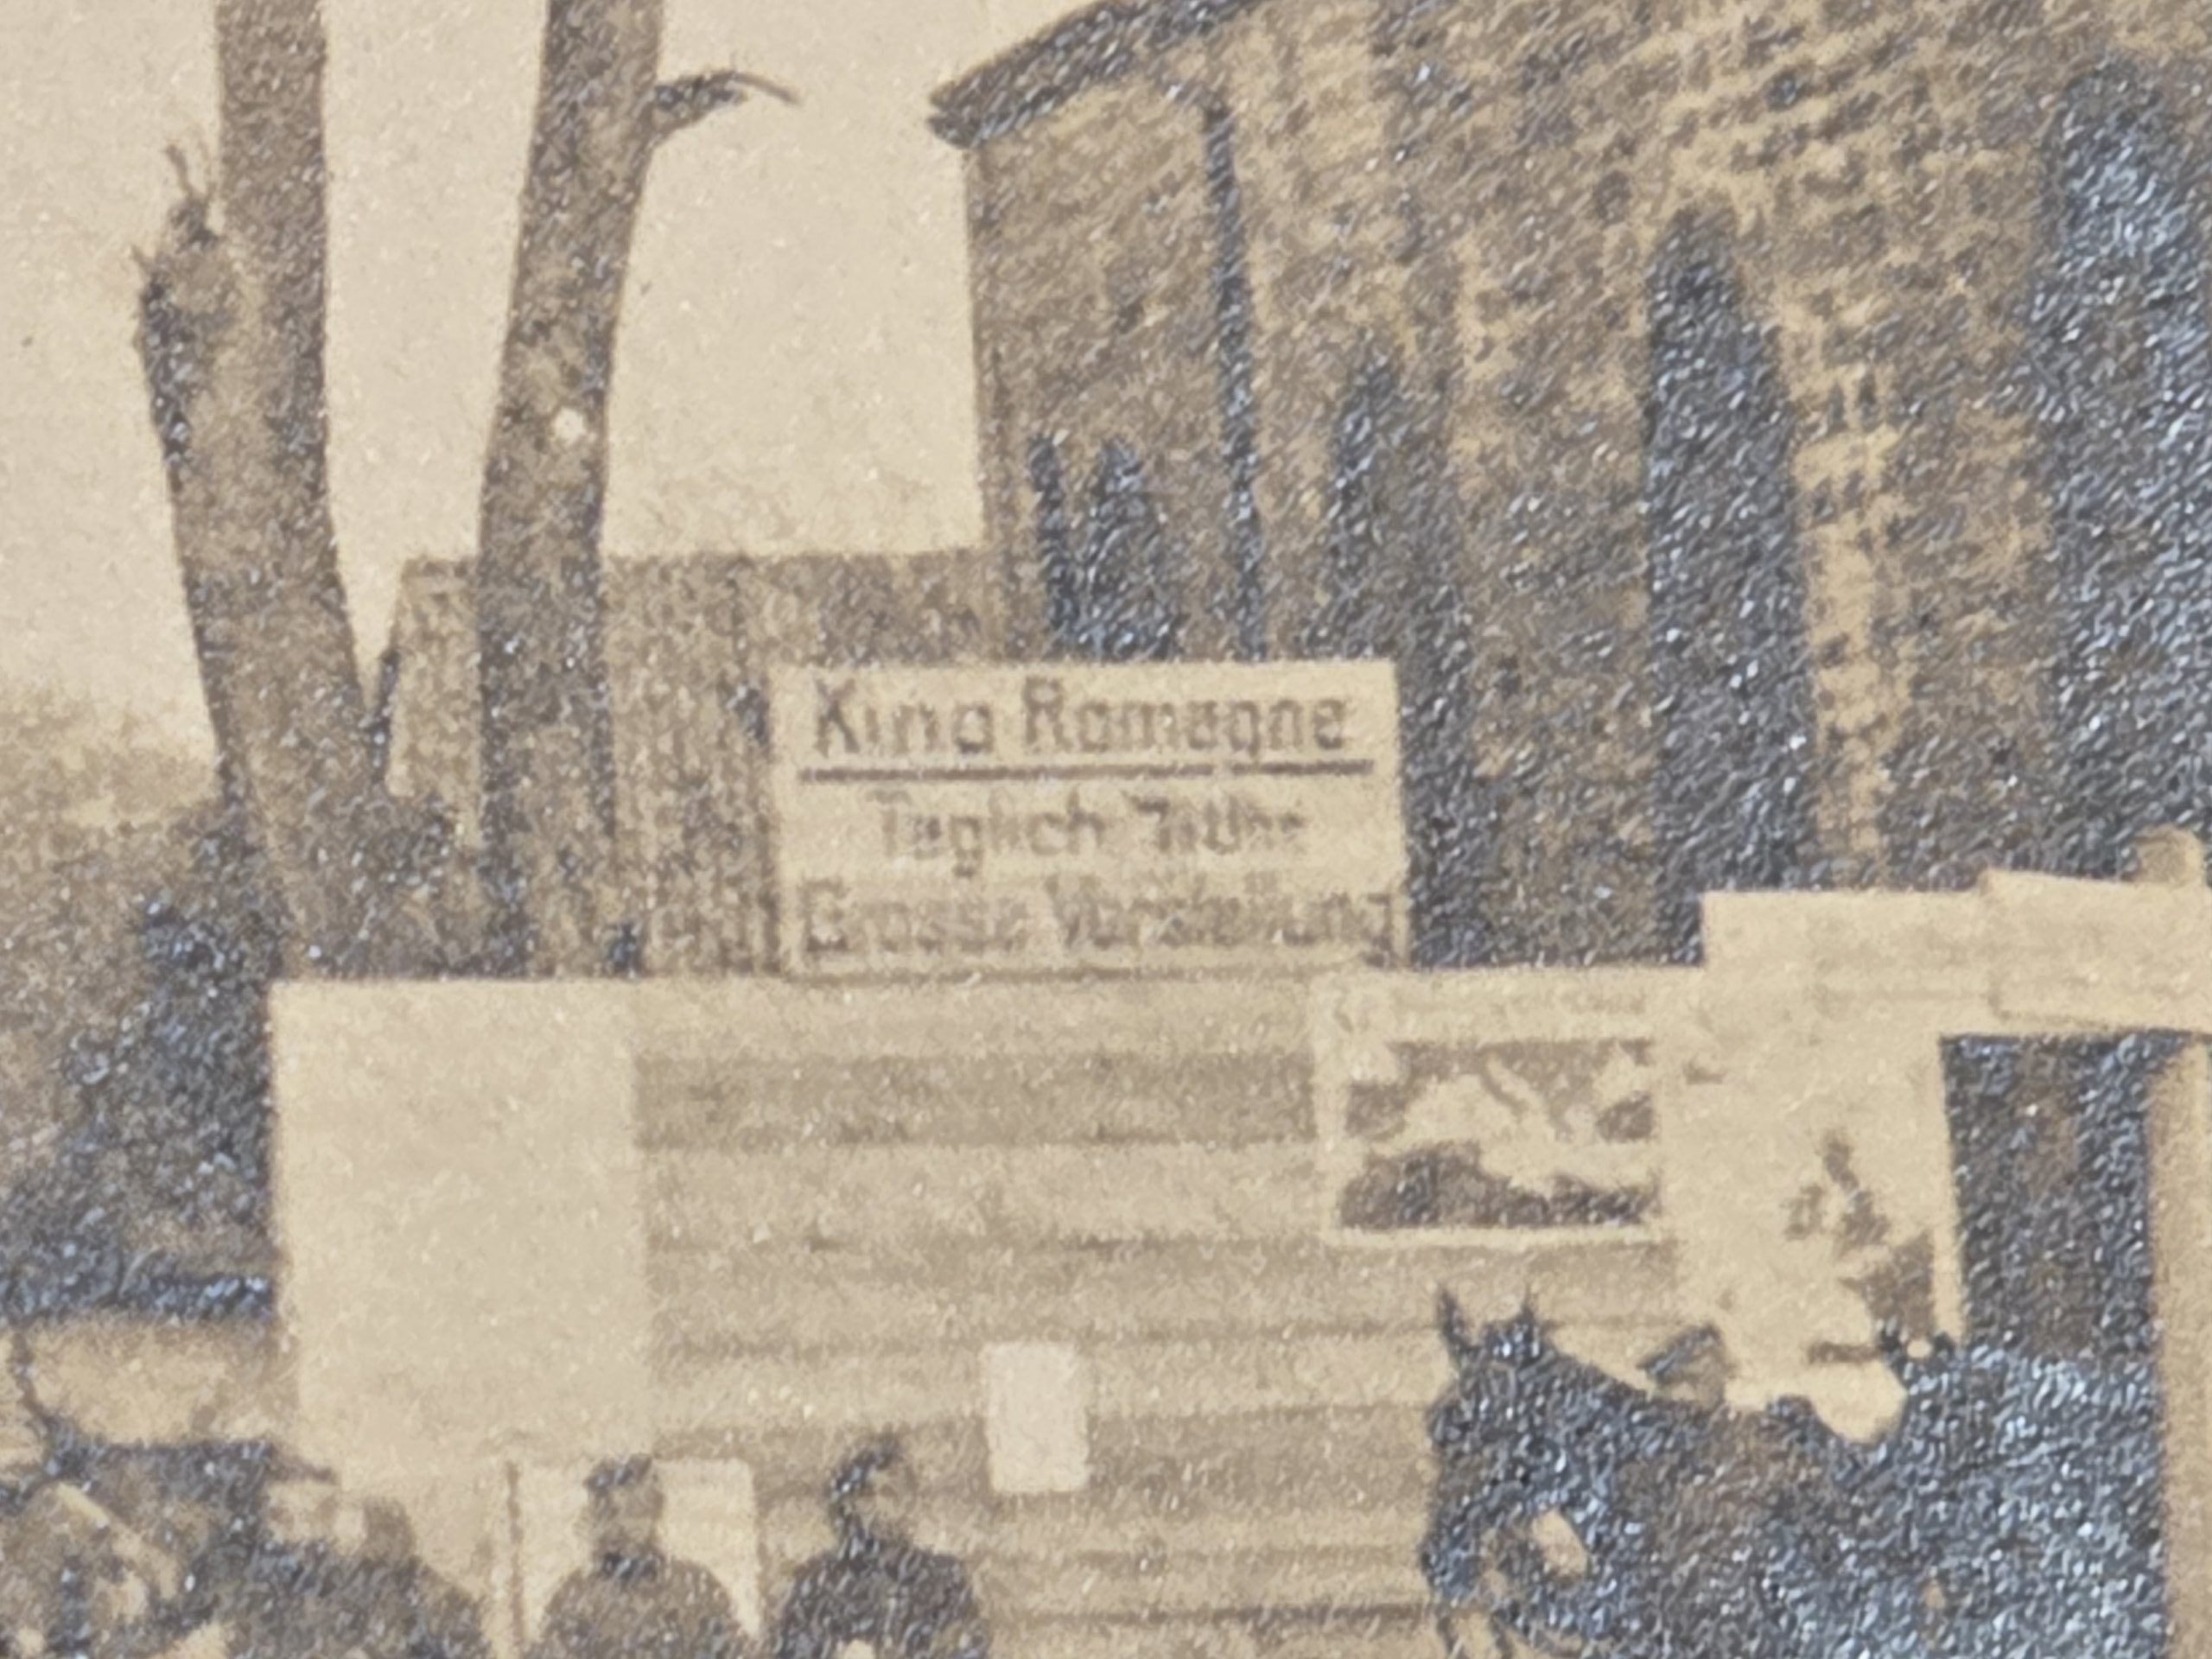 Kino Romagne
Täglich 7 Uhr
Grosse Vorstellung